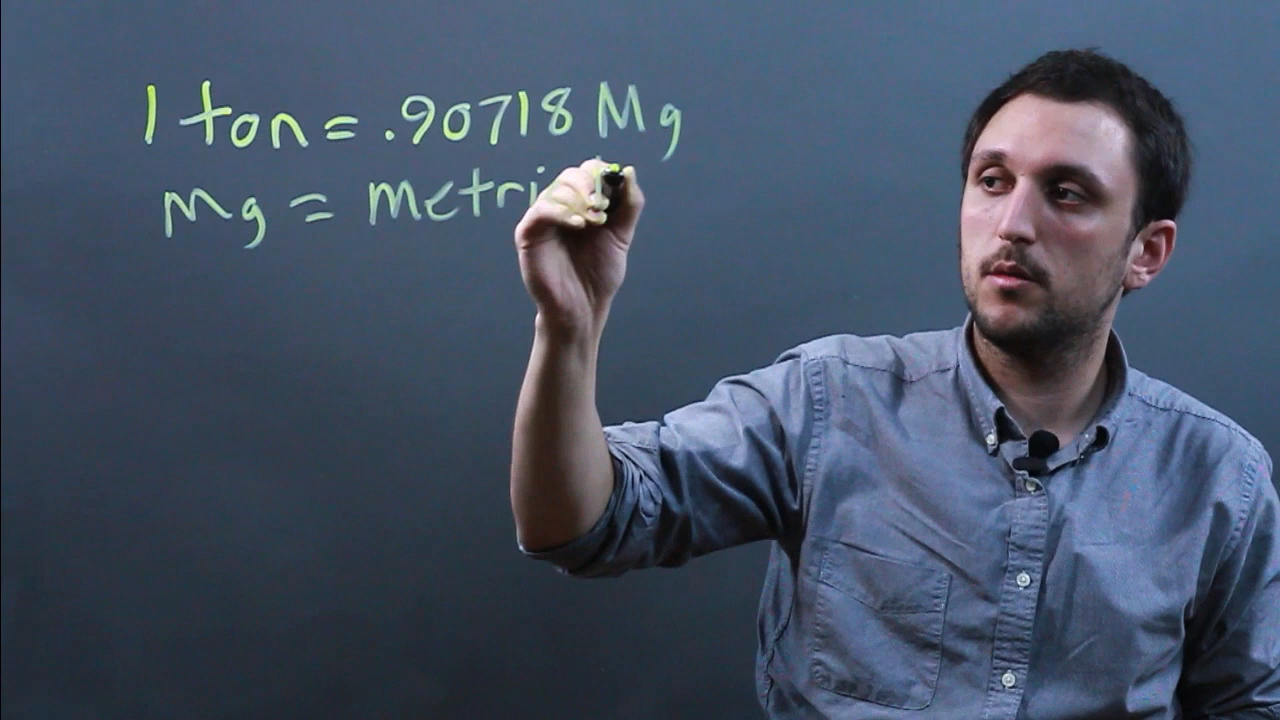 1 ton = .90718 Mg
Mg = metri